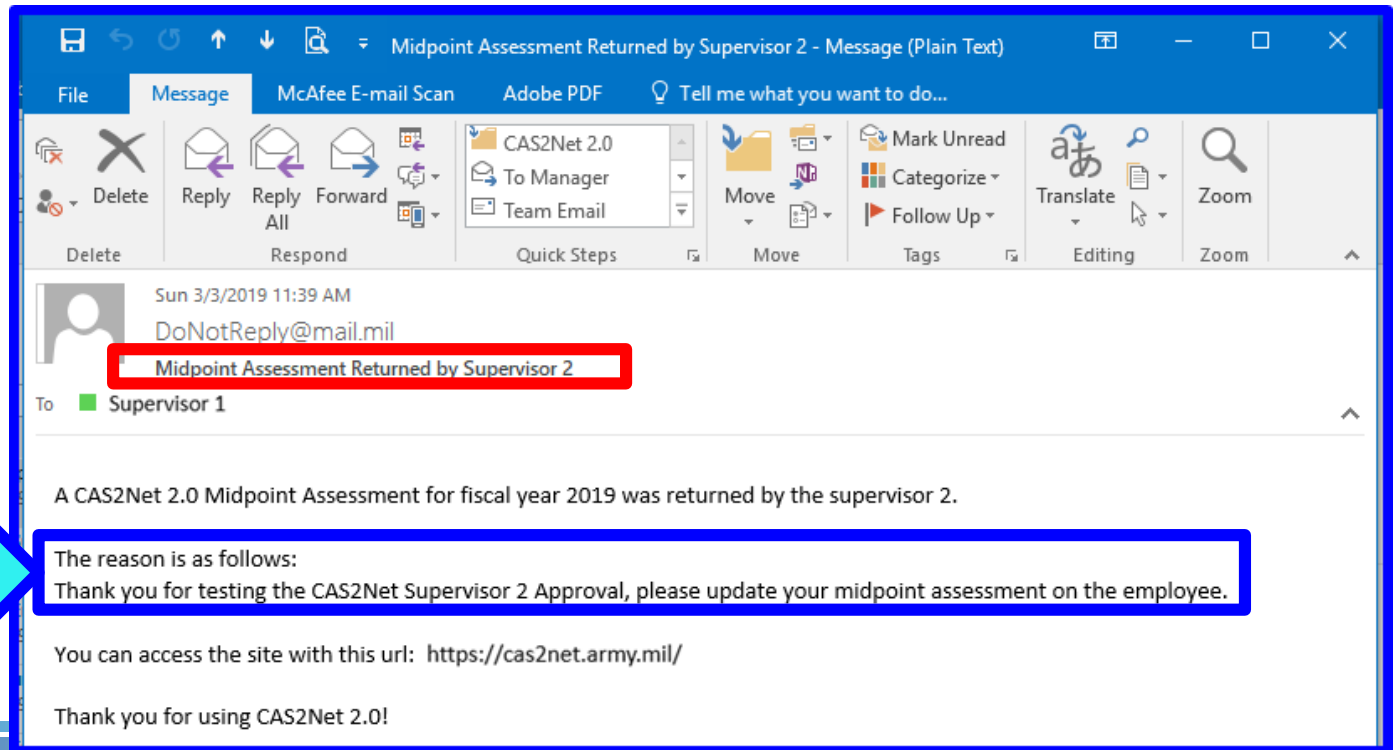 Midpoint Assessment Returned by Supervisor 2 - Message (Plain Text)
File Message McAfee E-mail Scan Adobe PDF Tell me what you want to do...
Delete
Reply
Reply All
Forward
CAS2Net 2.0
To Manager
Team Email
Move
Mark Unread
Categorize
Follow Up
Translate
Zoom
Delete Respond Quick Steps Move Tags Editing Zoom
Sun 3/3/2019 11:39 AM
DoNotReply@mail.mil
Midpoint Assessment Returned by Supervisor 2
To Supervisor 1
A CAS2Net 2.0 Midpoint Assessment for fiscal year 2019 was returned by the supervisor 2.
The reason is as follows:
Thank you for testing the CAS2Net Supervisor 2 Approval, please update your midpoint assessment on the employee.
You can access the site with this url: https://cas2net.army.mil/
Thank you for using CAS2Net 2.0!